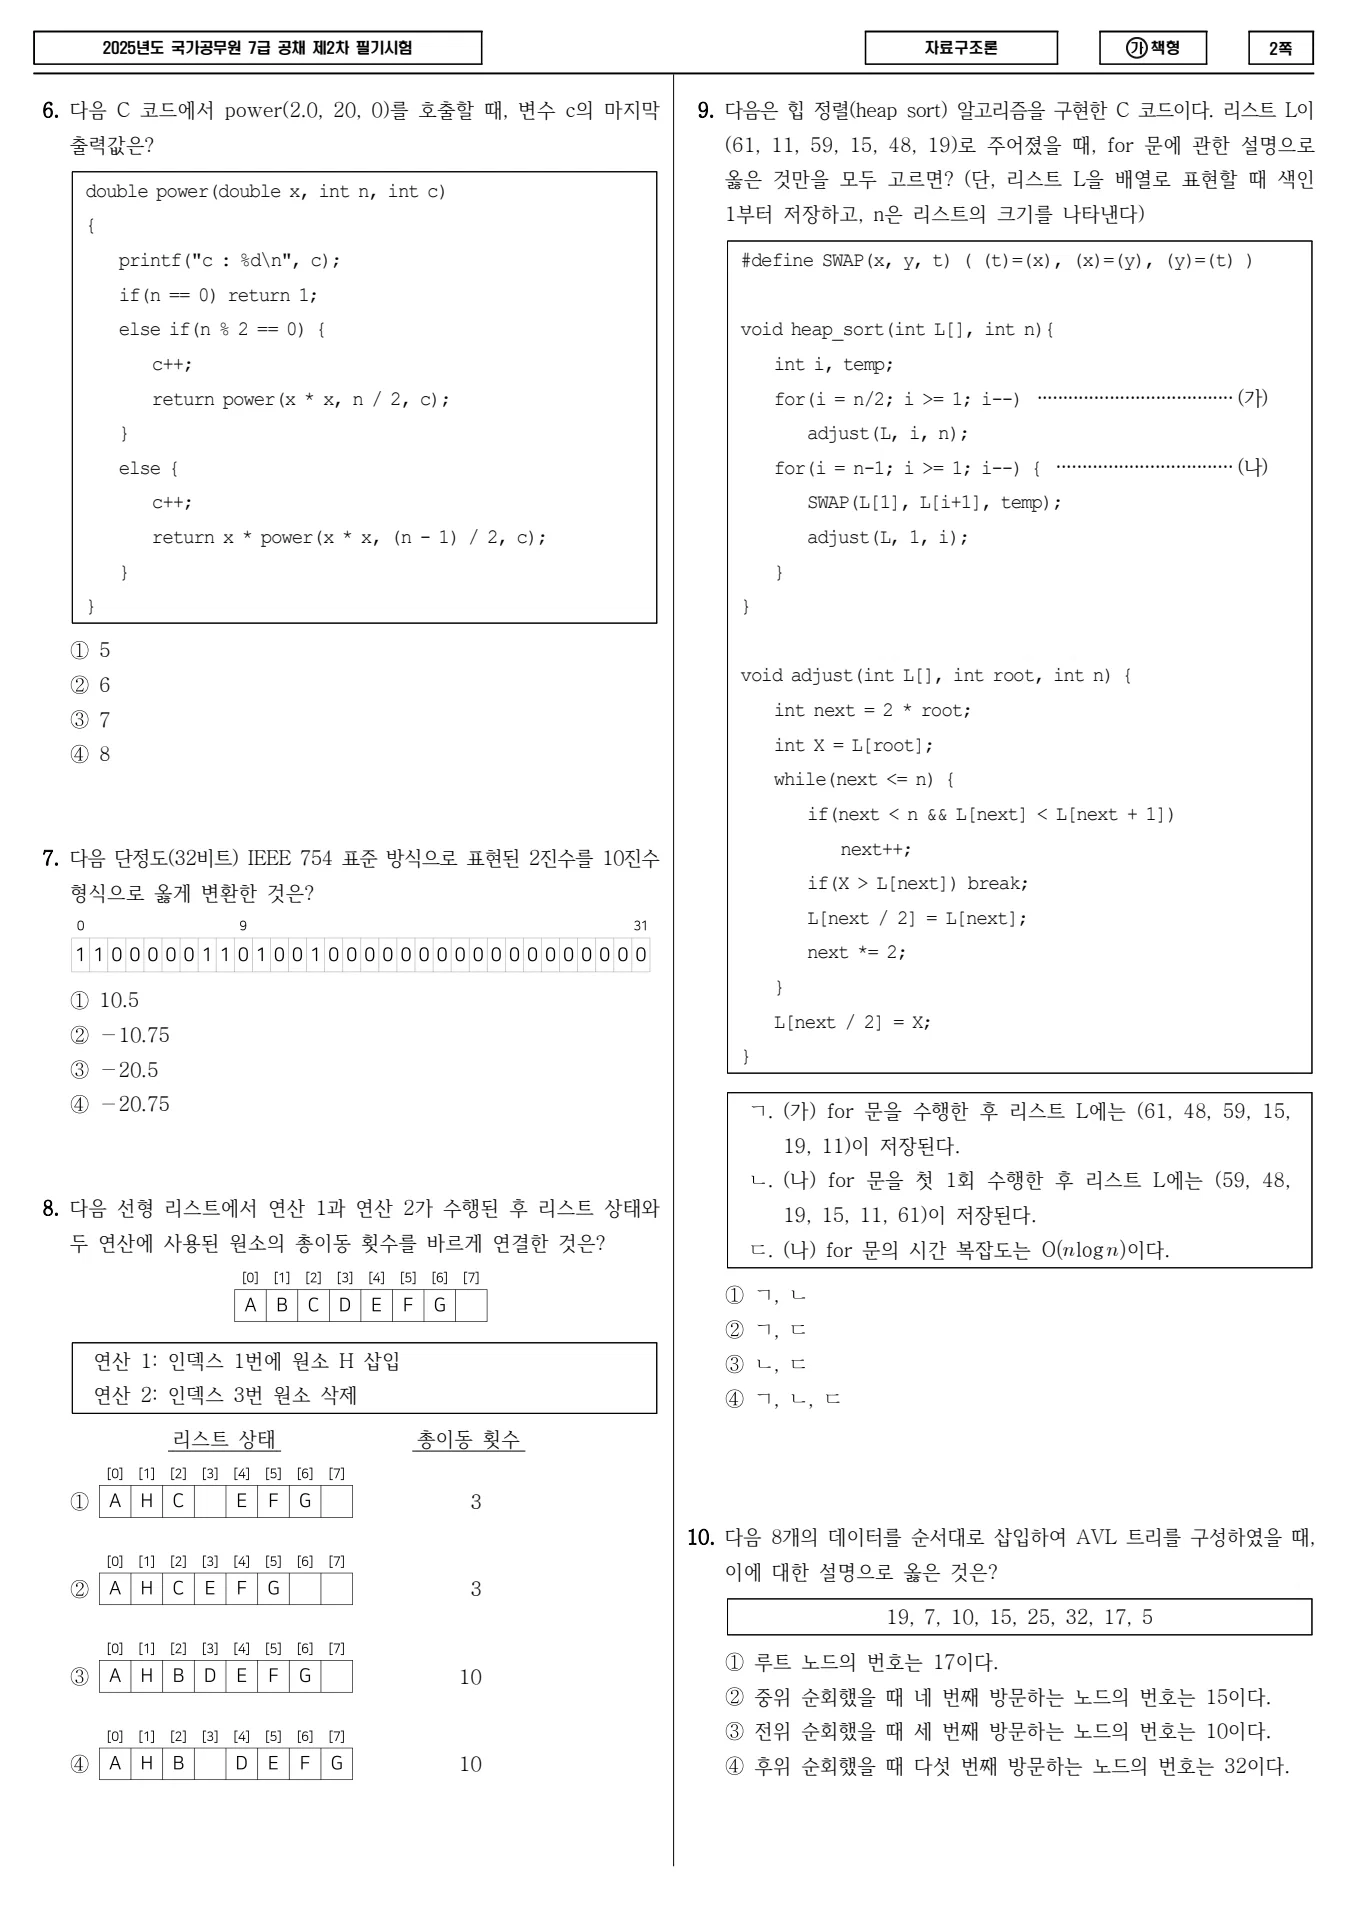 2025년도 국가공무원 7급 공채 제2차 필기시험
자료구조론
㉮ 책형
2쪽
6. 다음 C 코드에서 power(2.0, 20, 0)를 호출할 때, 변수 c의 마지막
출력값은?
double power(double x, int n, int c)
{
printf("c : %d\n", c);
if(n == 0) return 1;
else if(n % 2 == 0) {
c++;
return power(x * x, n / 2, c);
}
else {
c++;
return x * power(x * x, (n - 1) / 2, c);
}
}
① 5
② 6
③ 7
④ 8
7. 다음 단정도(32비트) IEEE 754 표준 방식으로 표현된 2진수를 10진수
형식으로 옳게 변환한 것은?
0 9 31
1 1 0 0 0 0 0 1 1 0 1 0 0 1 0 0 0 0 0 0 0 0 0 0 0 0 0 0 0 0 0 0
① 10.5
② －10.75
③ －20.5
④ －20.75
8. 다음 선형 리스트에서 연산 1과 연산 2가 수행된 후 리스트 상태와
두 연산에 사용된 원소의 총이동 횟수를 바르게 연결한 것은?
[0] [1] [2] [3] [4] [5] [6] [7]
A B C D E F G
연산 1: 인덱스 1번에 원소 H 삽입
연산 2: 인덱스 3번 원소 삭제
리스트 상태 총이동 횟수
[0] [1] [2] [3] [4] [5] [6] [7]
① A H C E F G 3
[0] [1] [2] [3] [4] [5] [6] [7]
② A H C E F G 3
[0] [1] [2] [3] [4] [5] [6] [7]
③ A H B D E F G 10
[0] [1] [2] [3] [4] [5] [6] [7]
④ A H B D E F G 10
9. 다음은 힙 정렬(heap sort) 알고리즘을 구현한 C 코드이다. 리스트 L이
(61, 11, 59, 15, 48, 19)로 주어졌을 때, for 문에 관한 설명으로
옳은 것만을 모두 고르면? (단, 리스트 L을 배열로 표현할 때 색인
1부터 저장하고, n은 리스트의 크기를 나타낸다)
#define SWAP(x, y, t) ( (t)=(x), (x)=(y), (y)=(t) )
void heap_sort(int L[], int n){
int i, temp;
for(i = n/2; i >= 1; i--) ······································ (가)
adjust(L, i, n);
for(i = n-1; i >= 1; i--) { ·································· (나)
SWAP(L[1], L[i+1], temp);
adjust(L, 1, i);
}
}
void adjust(int L[], int root, int n) {
int next = 2 * root;
int X = L[root];
while(next <= n) {
if(next < n && L[next] < L[next + 1])
next++;
if(X > L[next]) break;
L[next / 2] = L[next];
next *= 2;
}
L[next / 2] = X;
}
ㄱ. (가) for 문을 수행한 후 리스트 L에는 (61, 48, 59, 15,
19, 11)이 저장된다.
ㄴ. (나) for 문을 첫 1회 수행한 후 리스트 L에는 (59, 48,
19, 15, 11, 61)이 저장된다.
ㄷ. (나) for 문의 시간 복잡도는 O(nlogn)이다.
① ㄱ, ㄴ
② ㄱ, ㄷ
③ ㄴ, ㄷ
④ ㄱ, ㄴ, ㄷ
10. 다음 8개의 데이터를 순서대로 삽입하여 AVL 트리를 구성하였을 때,
이에 대한 설명으로 옳은 것은?
19, 7, 10, 15, 25, 32, 17, 5
① 루트 노드의 번호는 17이다.
② 중위 순회했을 때 네 번째 방문하는 노드의 번호는 15이다.
③ 전위 순회했을 때 세 번째 방문하는 노드의 번호는 10이다.
④ 후위 순회했을 때 다섯 번째 방문하는 노드의 번호는 32이다.